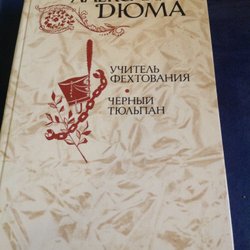 ДЮМА
УЧИТЕЛЬ
ФЕХТОВАНИЯ
•
ЧЕРНЫЙ
ТЮЛЬПАН